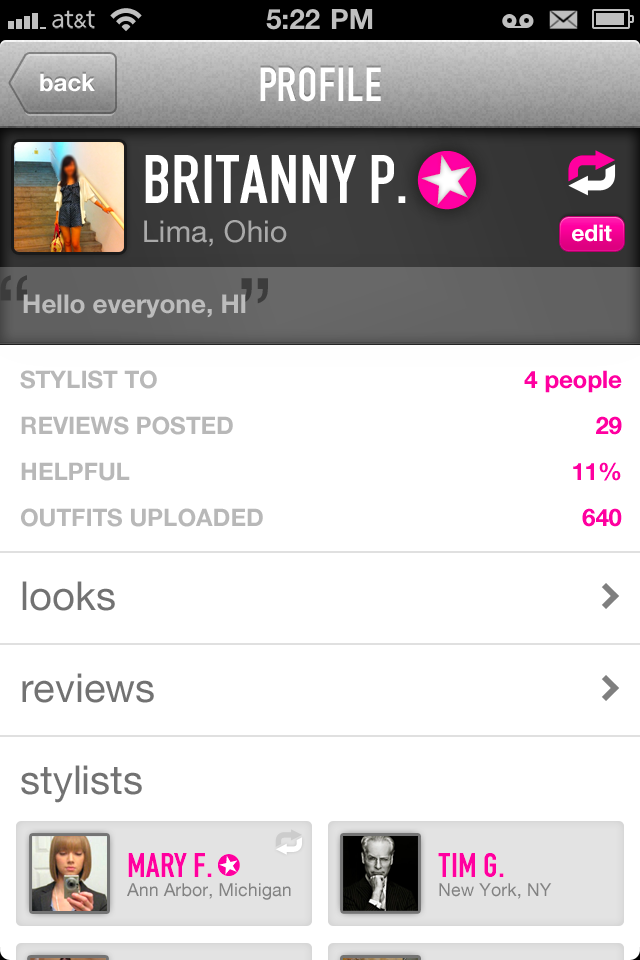 at&t 5:22 PM
back PROFILE
BRITANNY P.
Lima, Ohio
edit
“Hello everyone, HI”
STYLIST TO 4 people
REVIEWS POSTED 29
HELPFUL 11%
OUTFITS UPLOADED 640
looks
reviews
stylists
MARY F. TIM G.
Ann Arbor, Michigan New York, NY